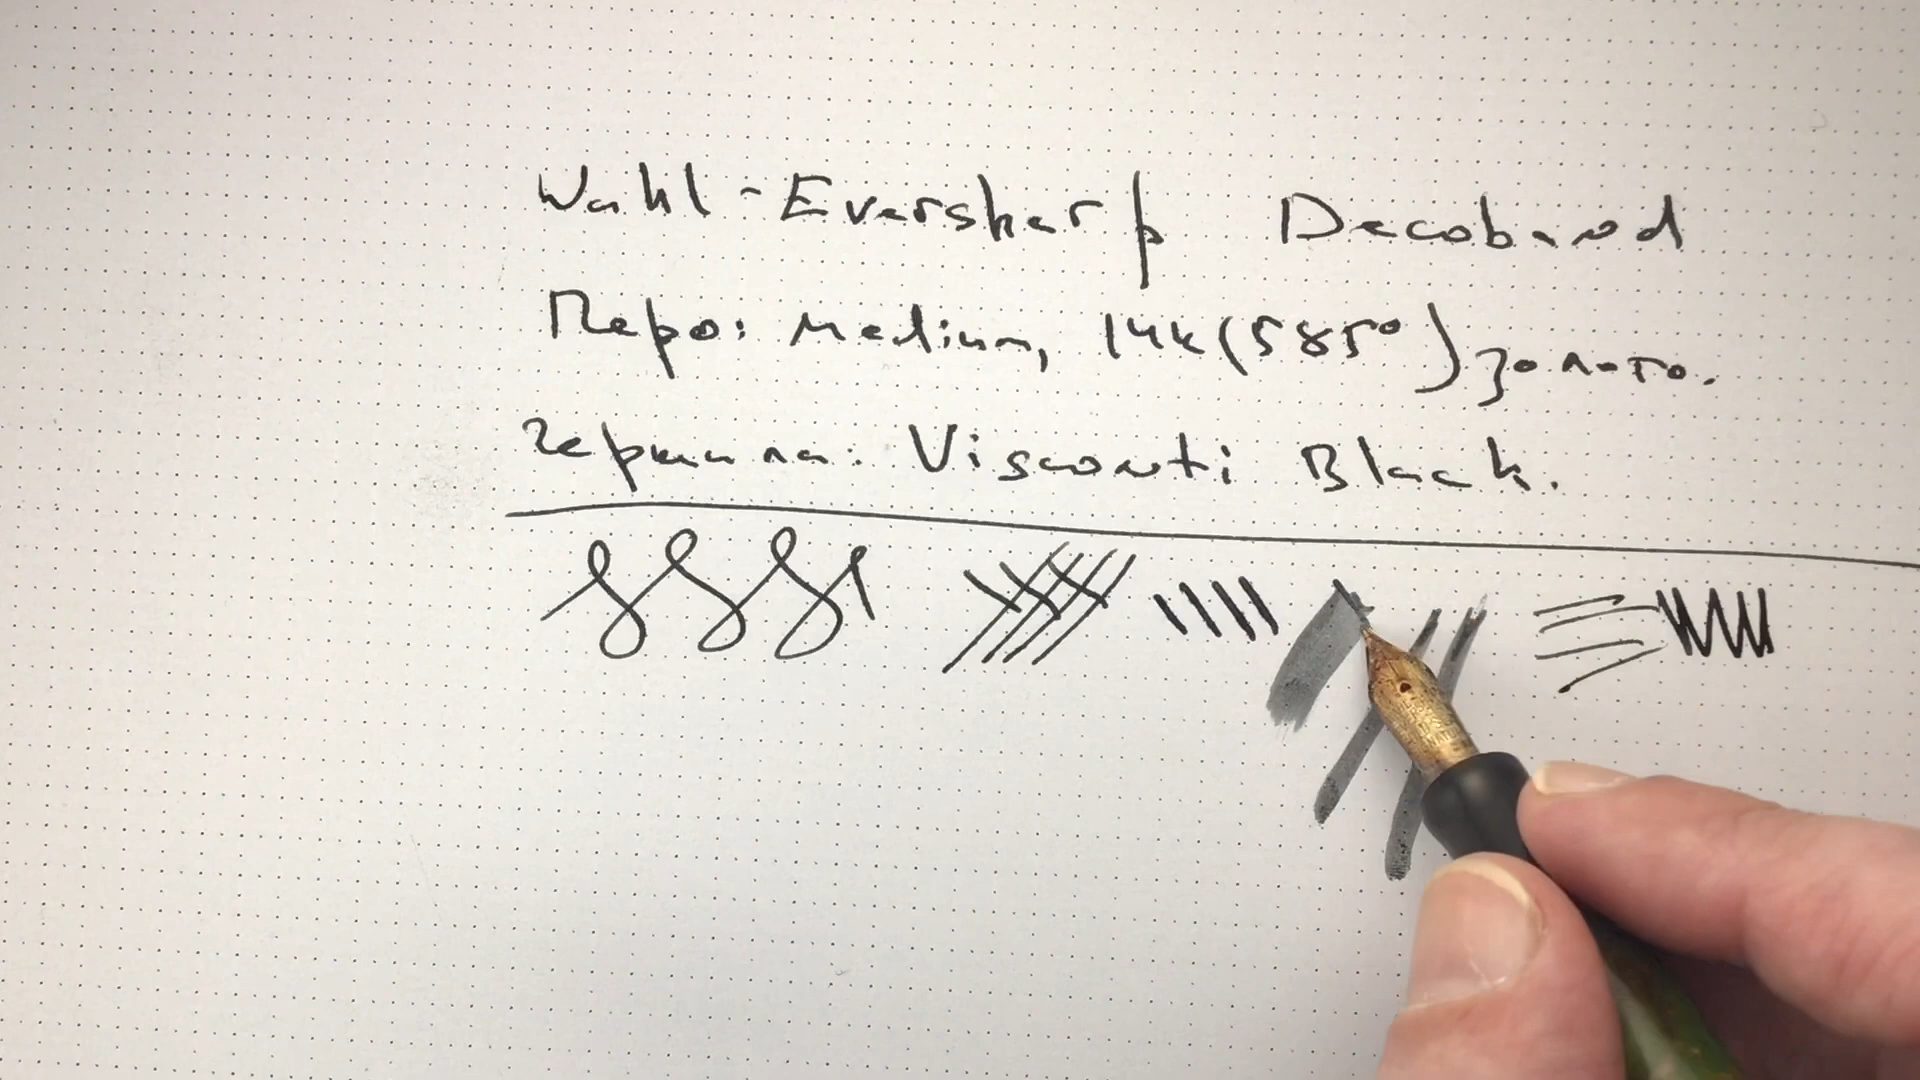 Wahl-Eversharp Decoband
Перо: Medium, 14k (585°) золото.
Чернила: Visconti Black.